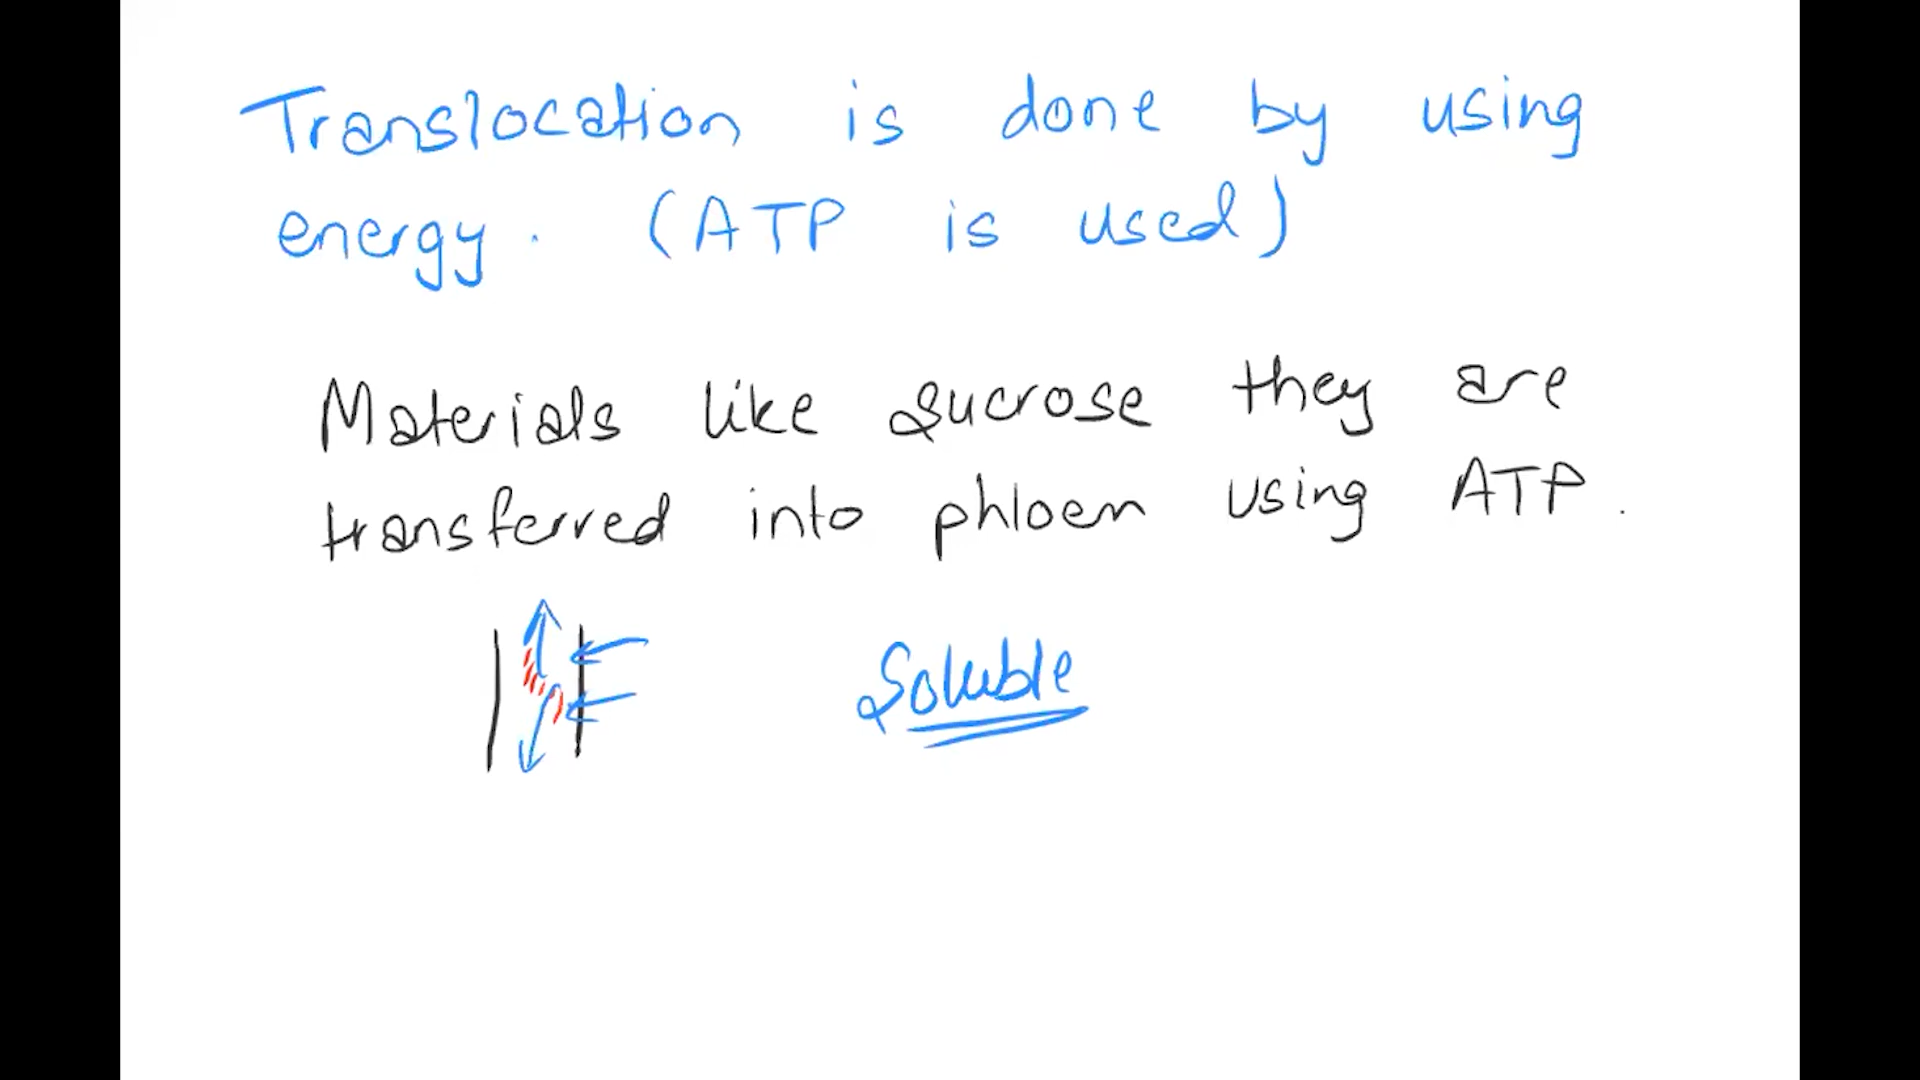 Translocation is done by using
energy. (ATP is used)
Materials like sucrose they are
transferred into phloem using ATP.
Soluble